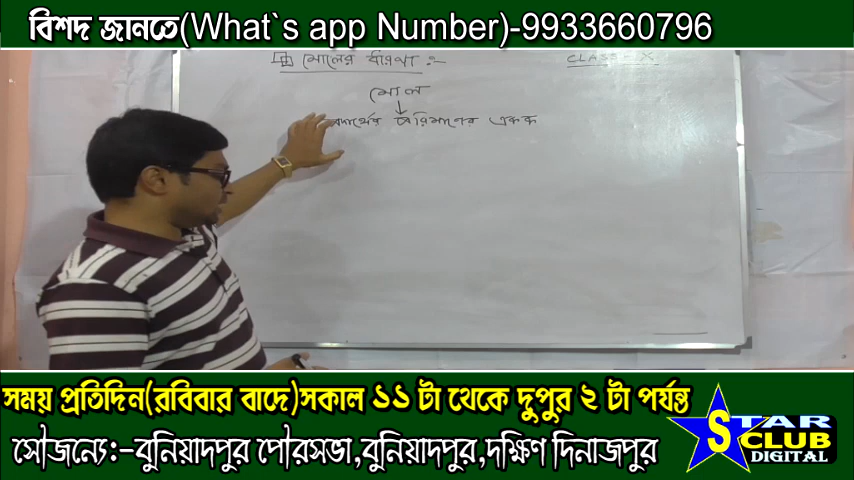 বিশদ জানতে(What`s app Number)-9933660796
মোলের ধারণা :-
CLASS - X
মোল
পদার্থের পরিমাণের একক
সময় প্রতিদিন(রবিবার বাদে)সকাল ১১ টা থেকে দুপুর ২ টা পর্যন্ত
সৌজন্যে:-বুনিয়াদপুর পৌরসভা,বুনিয়াদপুর,দক্ষিণ দিনাজপুর
STAR
CLUB
DIGITAL